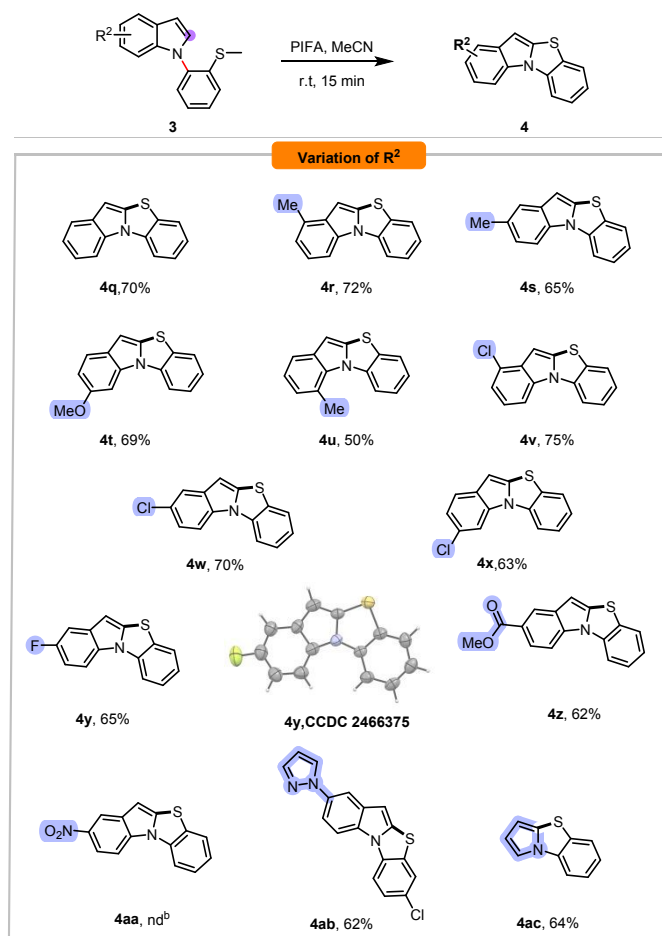 R2
N
S
3
PIFA, MeCN
r.t, 15 min
R2
S
N
4
Variation of R2
S
N
4q,70%
Me
S
N
4r, 72%
Me
S
N
4s, 65%
MeO
S
N
4t, 69%
S
N
Me
4u, 50%
Cl
S
N
4v, 75%
Cl
S
N
4w, 70%
Cl
S
N
4x,63%
F
S
N
4y, 65%
4y,CCDC 2466375
O
MeO
S
N
4z, 62%
O2N
S
N
4aa, ndb
N
N
N
S
Cl
4ab, 62%
S
N
4ac, 64%